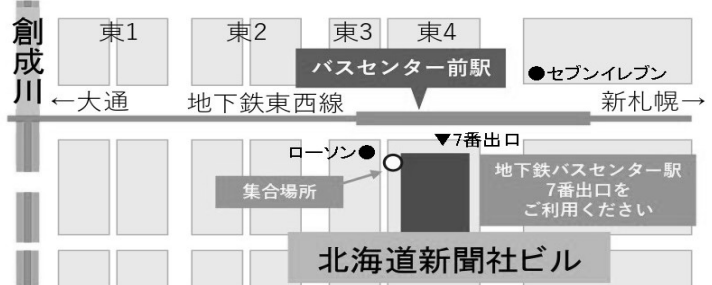 東1
東2
東3
東4
創成川
バスセンター前駅
●セブンイレブン
←大通
地下鉄東西線
新札幌→
▼7番出口
ローソン●
集合場所
地下鉄バスセンター駅
7番出口を
ご利用ください
北海道新聞社ビル